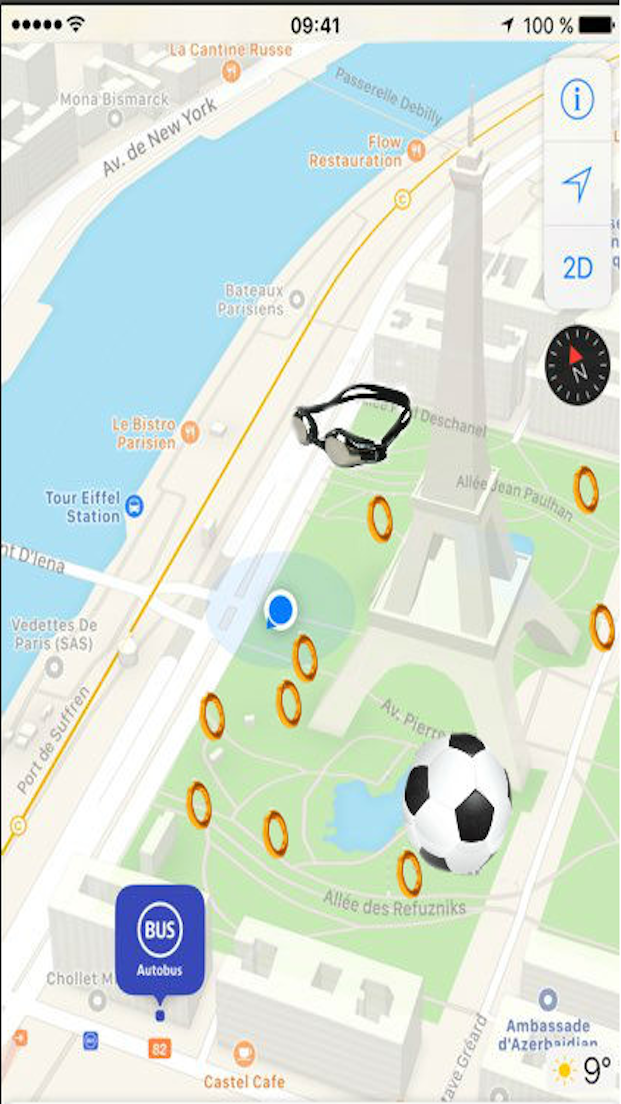 09:41
100 %
La Cantine Russe
Mona Bismarck
Passerelle Debilly
Av. de New York
Flow
Restauration
C
i
2D
Bateaux
Parisiens
N
Deschanel
Le Bistro
Parisien
Allée Jean Paulhan
Tour Eiffel
Station
nt D'Iena
Vedettes De
Paris (SAS)
Port de Suffren
Av. Pierre
C
Allée des Refuzniks
BUS
Autobus
Chollet M
Ambassade
d'Azerbaïdjan
BUS
82
Castel Cafe
rave Gréard
9°